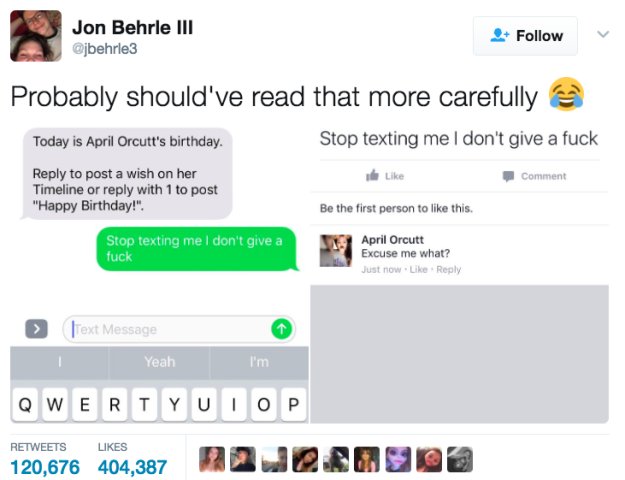 Jon Behrle III
@jbehrle3
Follow
Probably should've read that more carefully 😂
Today is April Orcutt's birthday.
Reply to post a wish on her
Timeline or reply with 1 to post
"Happy Birthday!".
Stop texting me I don't give a
fuck
Text Message
I Yeah I'm
Q W E R T Y U I O P
Stop texting me I don't give a fuck
Like Comment
Be the first person to like this.
April Orcutt
Excuse me what?
Just now · Like · Reply
RETWEETS LIKES
120,676 404,387